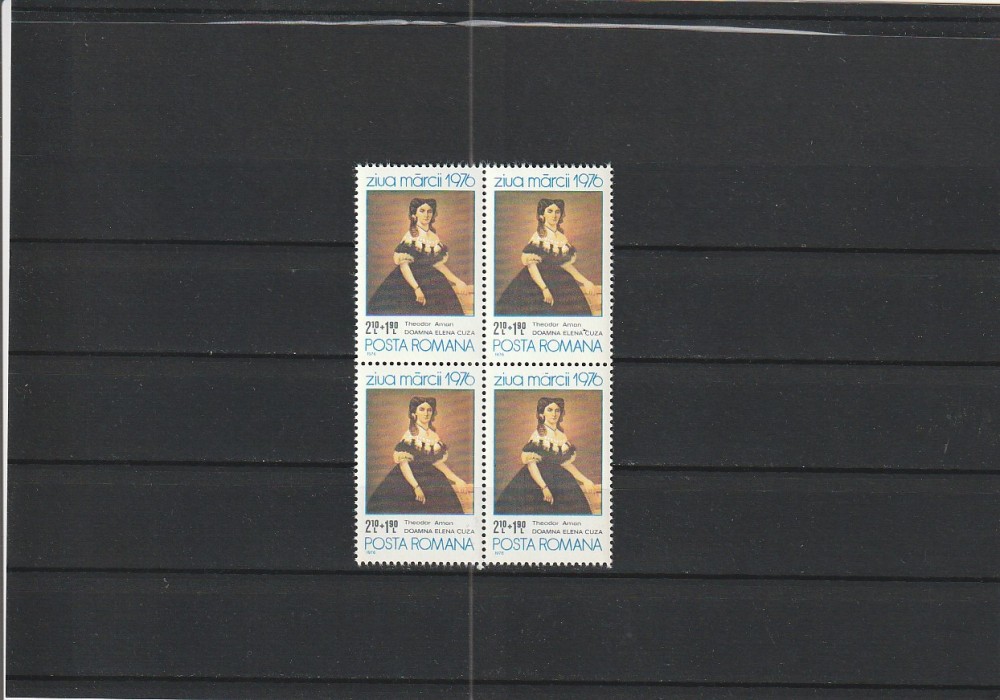 ziua mărcii 1976
2 10 L + 1 90 L Theodor Aman
DOAMNA ELENA CUZA
POSTA ROMANA
1976
ziua mărcii 1976
2 10 L + 1 90 L Theodor Aman
DOAMNA ELENA CUZA
POSTA ROMANA
1976
ziua mărcii 1976
2 10 L + 1 90 L Theodor Aman
DOAMNA ELENA CUZA
POSTA ROMANA
1976
ziua mărcii 1976
2 10 L + 1 90 L Theodor Aman
DOAMNA ELENA CUZA
POSTA ROMANA
1976